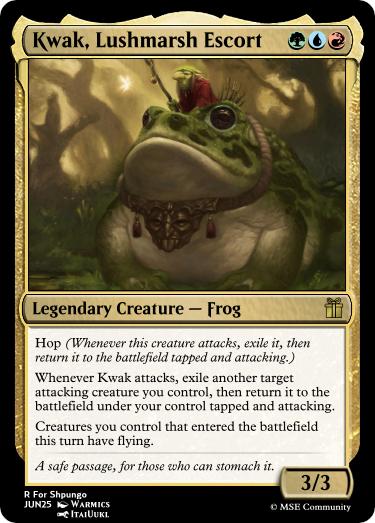 Kwak, Lushmarsh Escort
Legendary Creature — Frog
Hop (Whenever this creature attacks, exile it, then
return it to the battlefield tapped and attacking.)
Whenever Kwak attacks, exile another target
attacking creature you control, then return it to the
battlefield under your control tapped and attacking.
Creatures you control that entered the battlefield
this turn have flying.
A safe passage, for those who can stomach it.
3/3
R For Shpungo
JUN25 Warmics
ItaiUukl
© MSE Community